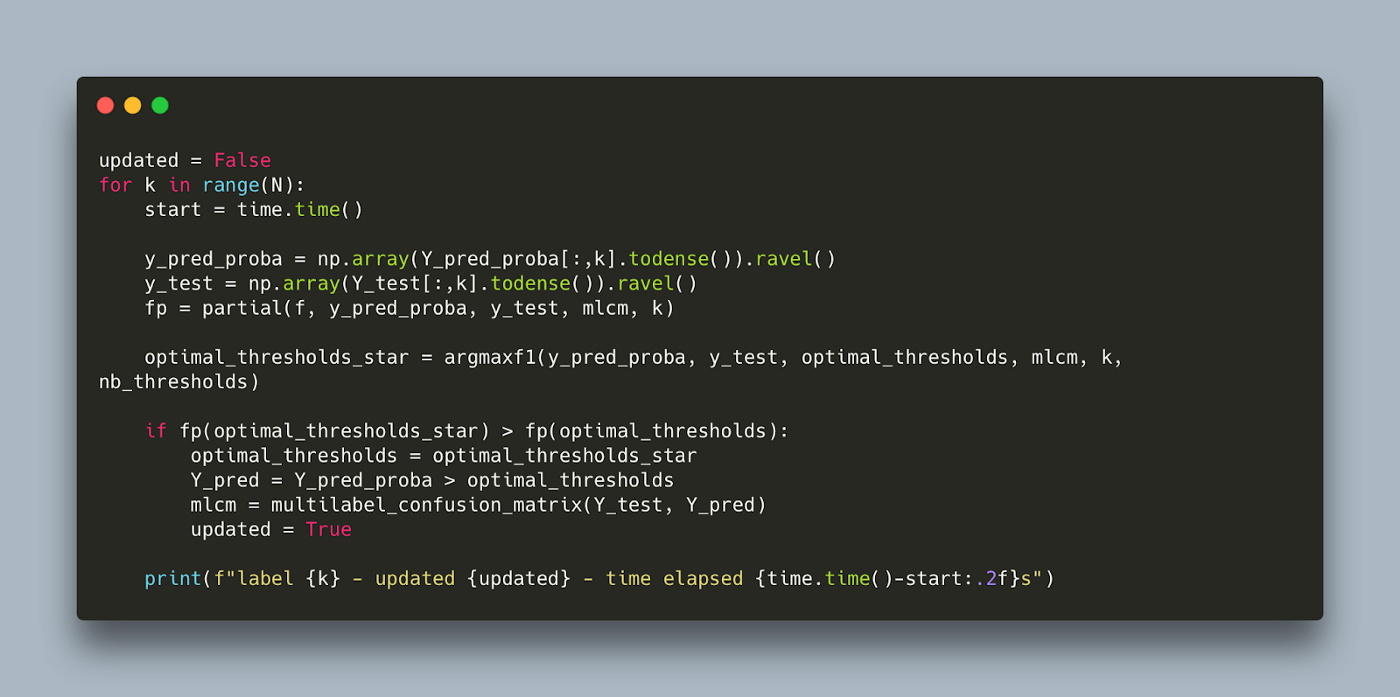 updated = False
for k in range(N):
    start = time.time()

    y_pred_proba = np.array(Y_pred_proba[:,k].todense()).ravel()
    y_test = np.array(Y_test[:,k].todense()).ravel()
    fp = partial(f, y_pred_proba, y_test, mlcm, k)

    optimal_thresholds_star = argmaxf1(y_pred_proba, y_test, optimal_thresholds, mlcm, k,
nb_thresholds)

    if fp(optimal_thresholds_star) > fp(optimal_thresholds):
        optimal_thresholds = optimal_thresholds_star
        Y_pred = Y_pred_proba > optimal_thresholds
        mlcm = multilabel_confusion_matrix(Y_test, Y_pred)
        updated = True

    print(f"label {k} - updated {updated} - time elapsed {time.time()-start:.2f}s")